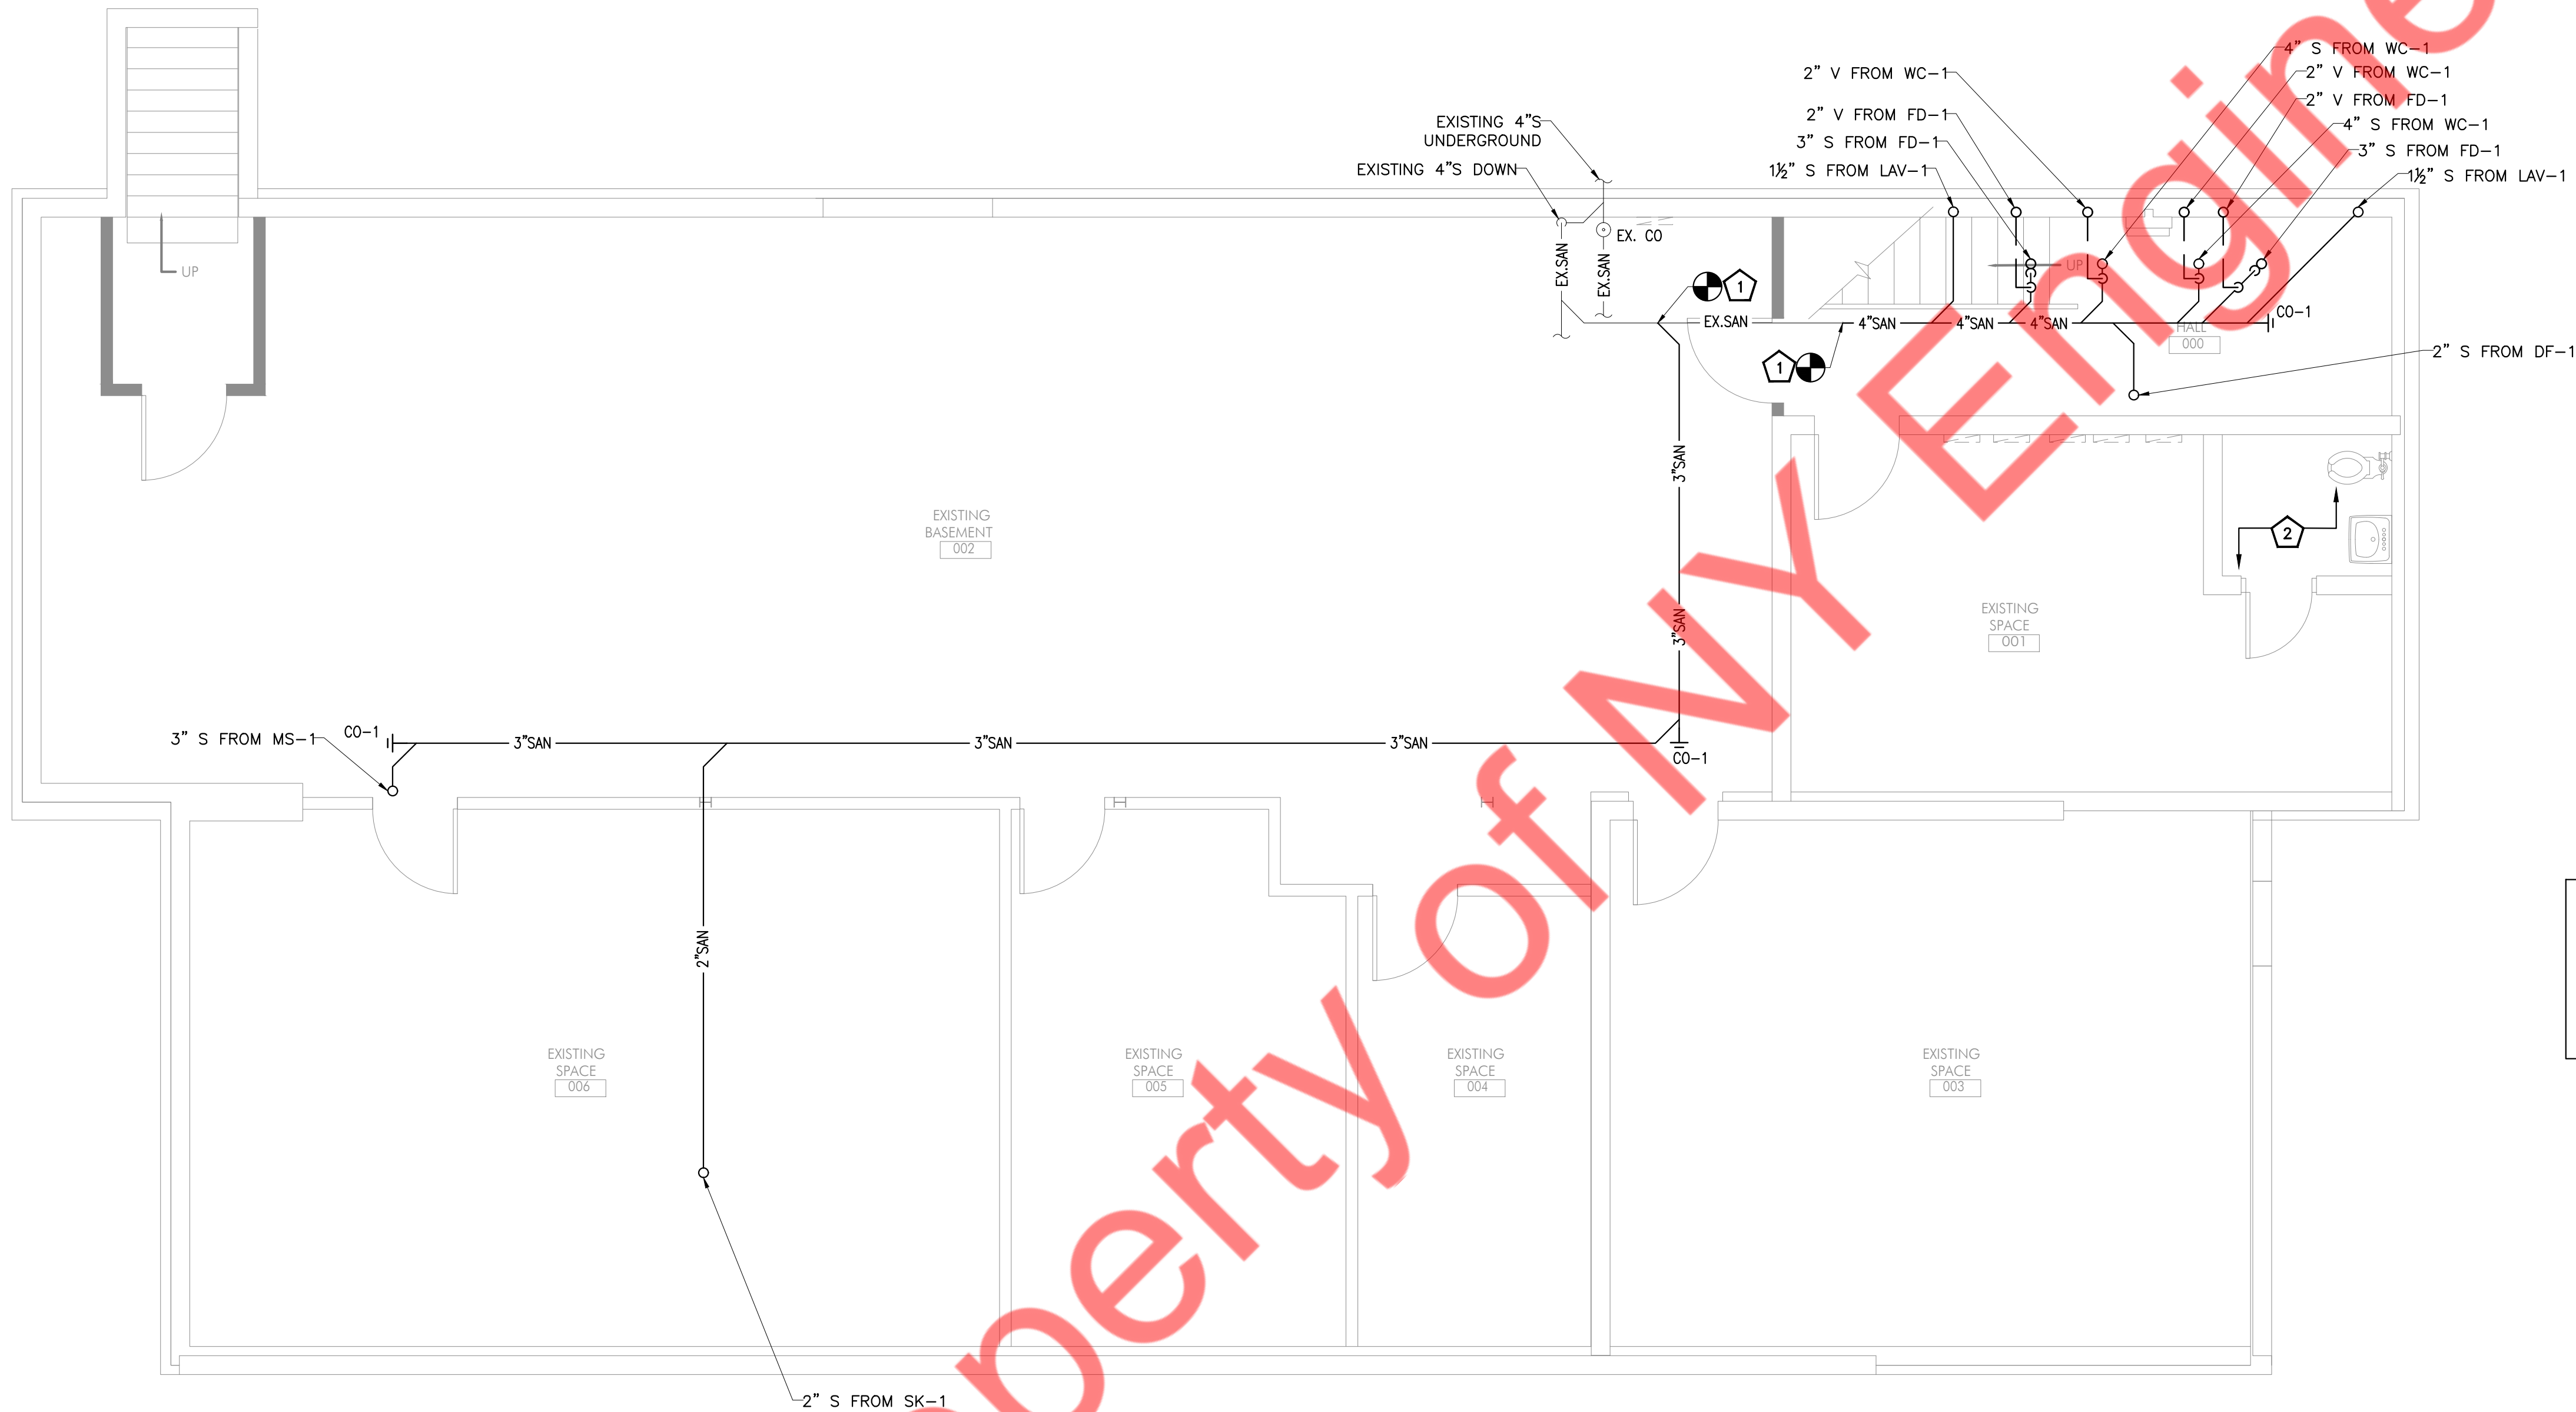 4” S FROM WC-1
2” V FROM WC-1
2” V FROM WC-1
2” V FROM FD-1
2” V FROM FD-1
EXISTING 4”S
UNDERGROUND
4” S FROM WC-1
3” S FROM FD-1
3” S FROM FD-1
EXISTING 4”S DOWN
1½” S FROM LAV-1
1½” S FROM LAV-1
EX. CO
EX.SAN
EX.SAN
UP
UP
1
EX.SAN
4”SAN
4”SAN
4”SAN
CO-1
HALL
000
2” S FROM DF-1
1
3”SAN
EXISTING
BASEMENT
002
2
3”SAN
EXISTING
SPACE
001
3” S FROM MS-1
CO-1
3”SAN
3”SAN
3”SAN
CO-1
2”SAN
EXISTING
SPACE
006
EXISTING
SPACE
005
EXISTING
SPACE
004
EXISTING
SPACE
003
2” S FROM SK-1
perty of NY Engine